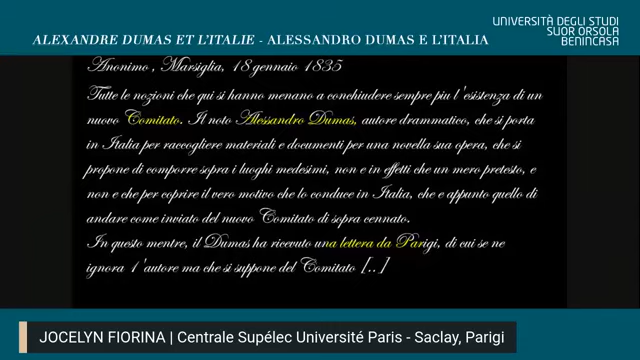 UNIVERSITÀ DEGLI STUDI
SUOR ORSOLA
BENINCASA
ALEXANDRE DUMAS ET L'ITALIE - ALESSANDRO DUMAS E L'ITALIA
Anonimo, Marsiglia, 18 gennaio 1835
Tutte le nozioni che qui si hanno menano a conchiudere sempre piu l'esistenza di un
nuovo Comitato. Il noto Alessandro Dumas, autore drammatico, che si porta
in Italia per raccogliere materiali e documenti per una novella sua opera, che si
propone di comporre sopra i luoghi medesimi, non e in effetti che un mero pretesto, e
non e che per coprire il vero motivo che lo conduce in Italia, che e appunto quello di
andare come inviato del nuovo Comitato di sopra cennato.
In questo mentre, il Dumas ha ricevuto una lettera da Parigi, di cui se ne
ignora l'autore ma che si suppone del Comitato [..]
JOCELYN FIORINA | Centrale Supélec Université Paris - Saclay, Parigi